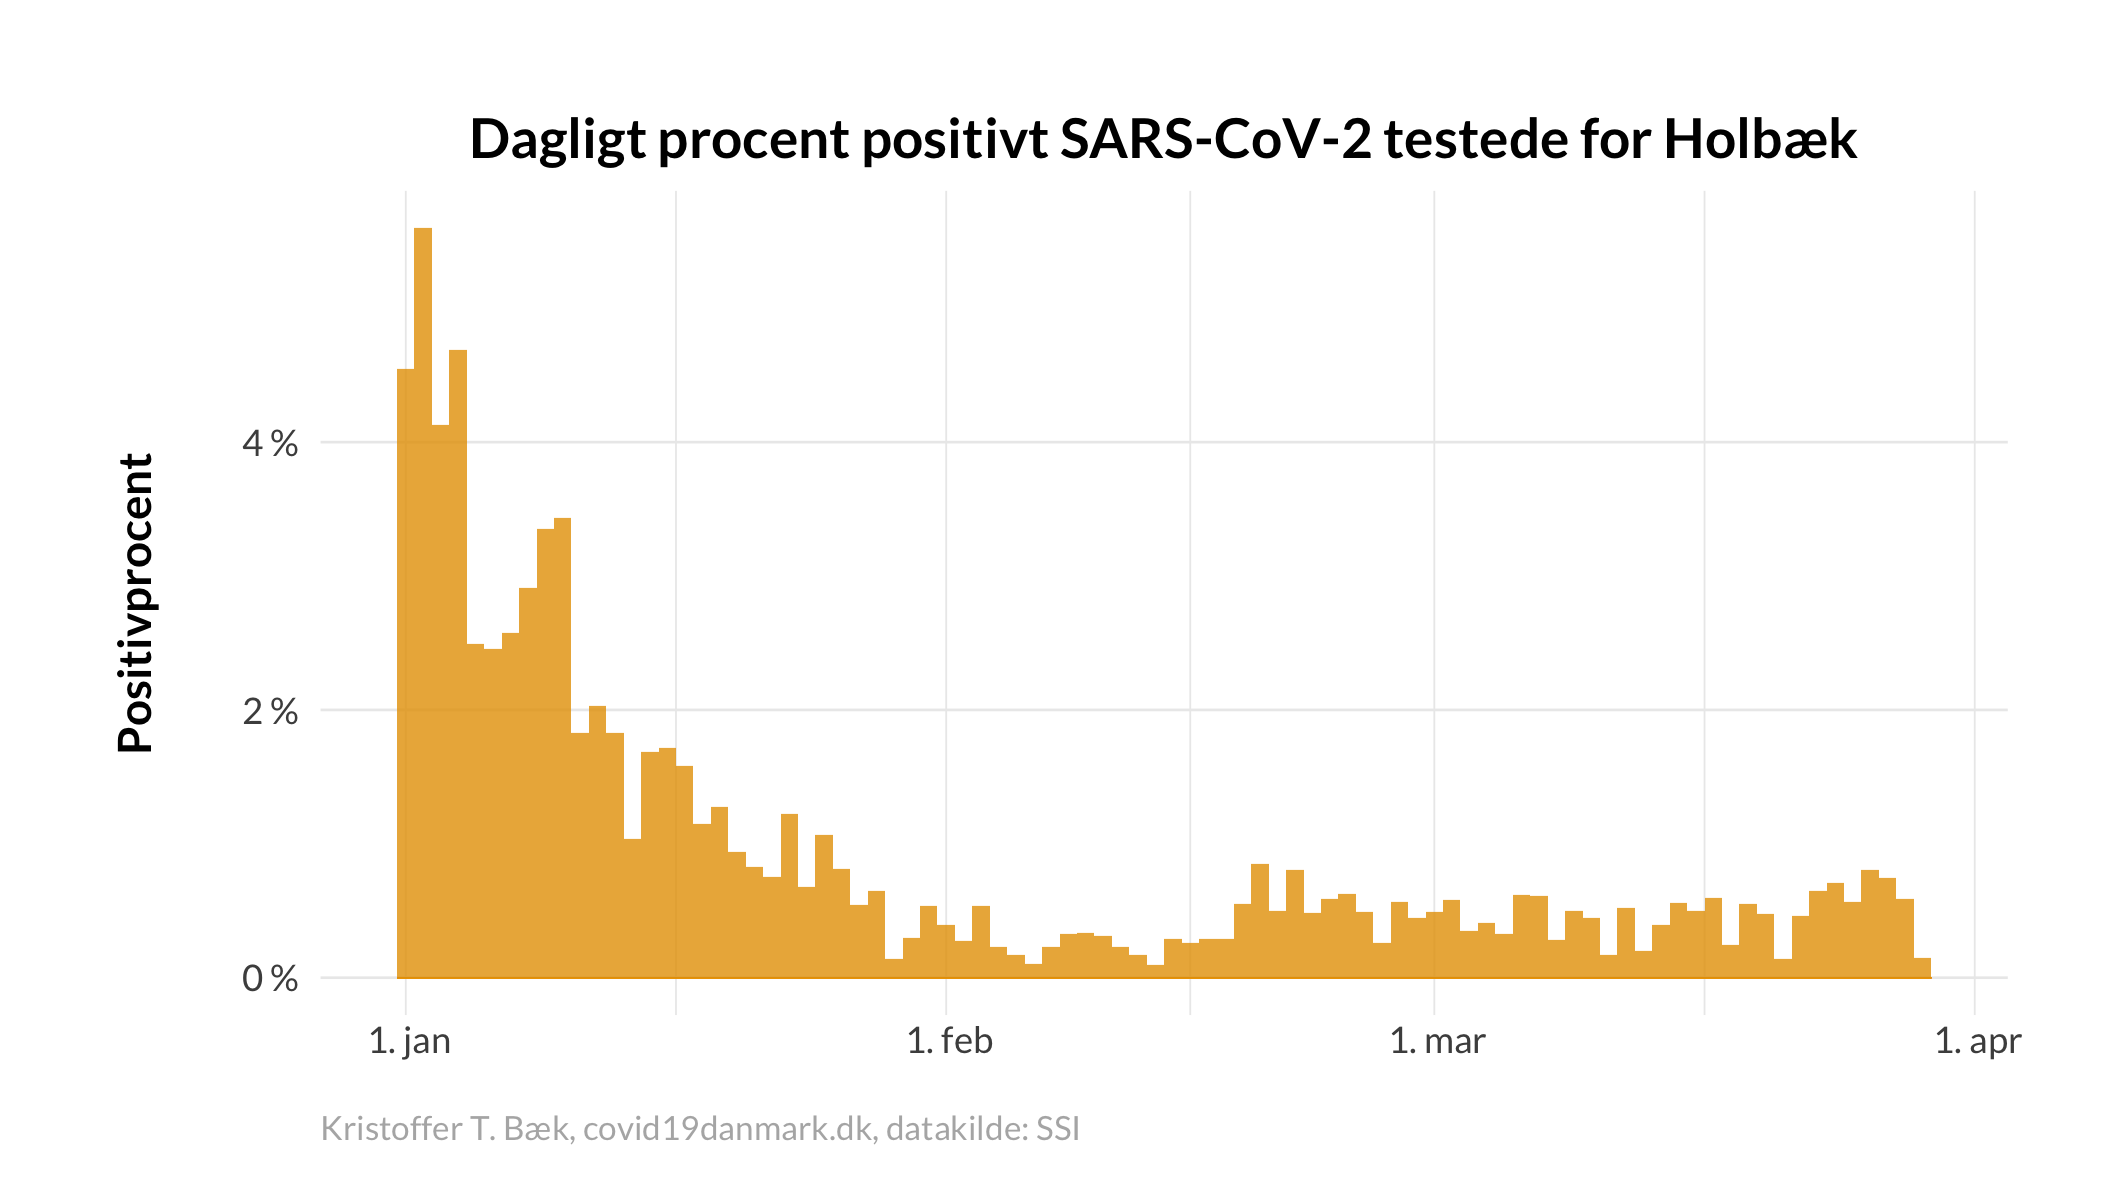 Dagligt procent positivt SARS-CoV-2 testede for Holbæk
Positivprocent
4 %
2 %
0 %
1. jan
1. feb
1. mar
1. apr
Kristoffer T. Bæk, covid19danmark.dk, datakilde: SSI